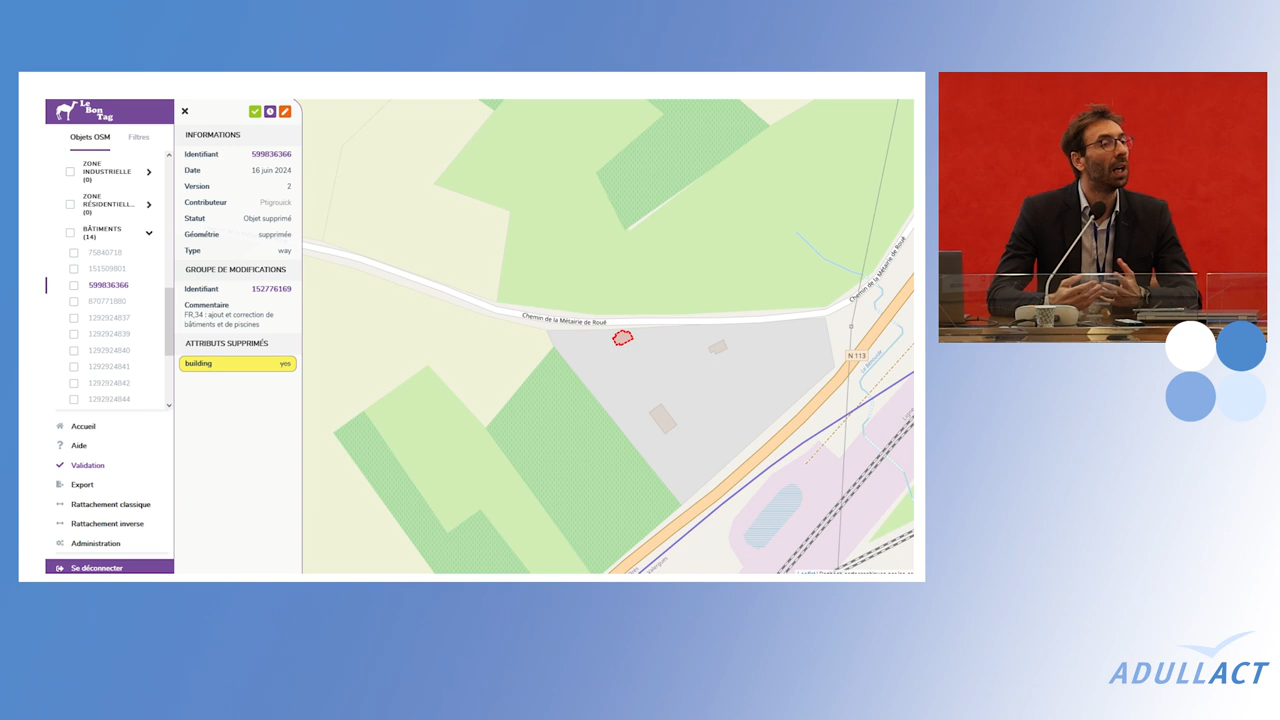 Le
Bon
Tag
Objets OSM Filtres
ZONE
INDUSTRIELLE
(0)
ZONE
RÉSIDENTIELL...
(0)
BÂTIMENTS
(14)
75840718
151509801
599836366
870771880
1292924837
1292924839
1292924840
1292924841
1292924842
1292924844
Accueil
Aide
Validation
Export
Rattachement classique
Rattachement inverse
Administration
Se déconnecter
INFORMATIONS
Identifiant 599836366
Date 16 juin 2024
Version 2
Contributeur Ptigrouick
Statut Objet supprimé
Géométrie supprimée
Type way
GROUPE DE MODIFICATIONS
Identifiant 152776169
Commentaire
FR,34 : ajout et correction de
bâtiments et de piscines
ATTRIBUTS SUPPRIMÉS
building yes
Chemin de la Métairie de Roué
Chemin de la Métairie de Roué
N 113
ADULLACT